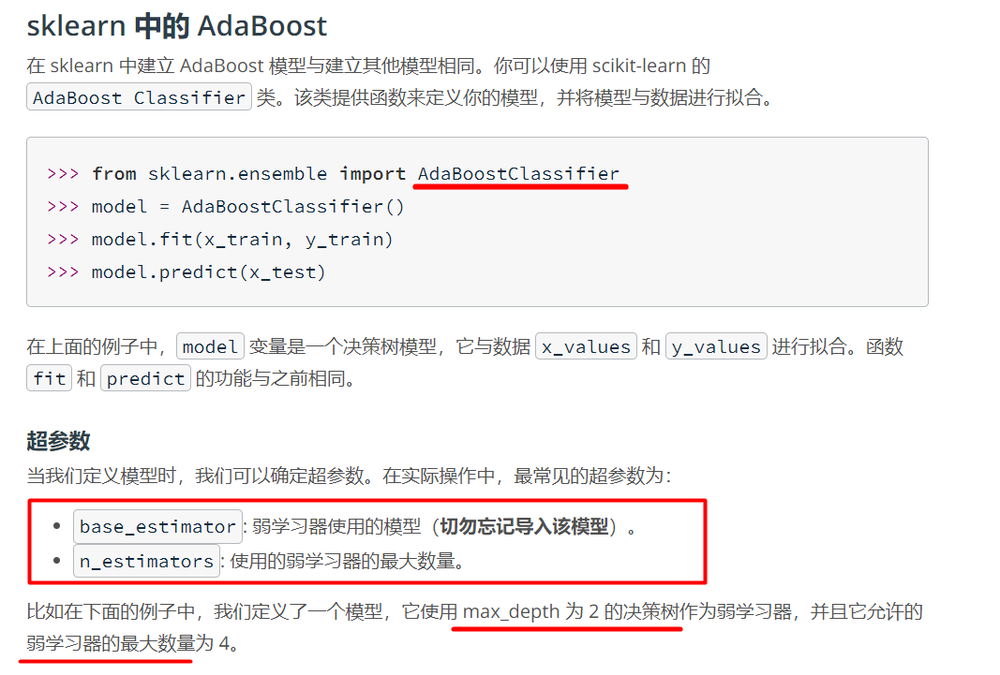 sklearn 中的 AdaBoost
在 sklearn 中建立 AdaBoost 模型与建立其他模型相同。你可以使用 scikit-learn 的
AdaBoost Classifier 类。该类提供函数来定义你的模型，并将模型与数据进行拟合。
>>> from sklearn.ensemble import AdaBoostClassifier
>>> model = AdaBoostClassifier()
>>> model.fit(x_train, y_train)
>>> model.predict(x_test)
在上面的例子中，model 变量是一个决策树模型，它与数据 x_values 和 y_values 进行拟合。函数
fit 和 predict 的功能与之前相同。
超参数
当我们定义模型时，我们可以确定超参数。在实际操作中，最常见的超参数为：
• base_estimator: 弱学习器使用的模型（切勿忘记导入该模型）。
• n_estimators: 使用的弱学习器的最大数量。
比如在下面的例子中，我们定义了一个模型，它使用 max_depth 为 2 的决策树作为弱学习器，并且它允许的
弱学习器的最大数量为 4。